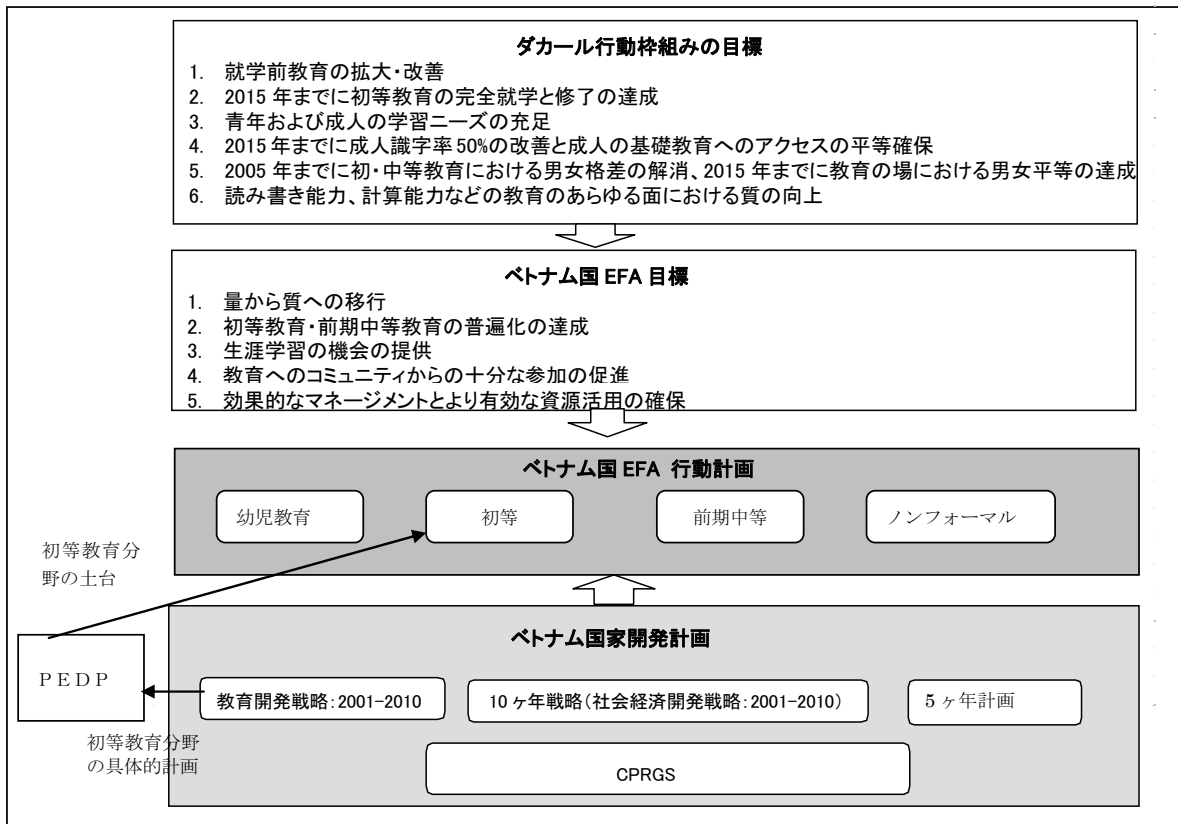 ダカール行動枠組みの目標
1. 就学前教育の拡大・改善
2. 2015 年までに初等教育の完全就学と修了の達成
3. 青年および成人の学習ニーズの充足
4. 2015 年までに成人識字率 50%の改善と成人の基礎教育へのアクセスの平等確保
5. 2005 年までに初・中等教育における男女格差の解消、2015 年までに教育の場における男女平等の達成
6. 読み書き能力、計算能力などの教育のあらゆる面における質の向上
ベトナム国 EFA 目標
1. 量から質への移行
2. 初等教育・前期中等教育の普遍化の達成
3. 生涯学習の機会の提供
4. 教育へのコミュニティからの十分な参加の促進
5. 効果的なマネージメントとより有効な資源活用の確保
ベトナム国 EFA 行動計画
幼児教育
初等
前期中等
ノンフォーマル
初等教育分
野の土台
ベトナム国家開発計画
PEDP
教育開発戦略：2001-2010
10 ヶ年戦略（社会経済開発戦略：2001-2010）
5 ヶ年計画
初等教育分野
の具体的計画
CPRGS